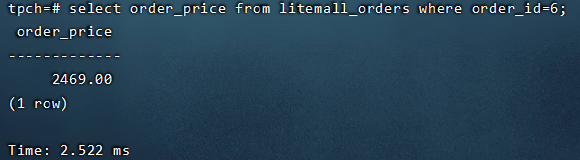 tpch=# select order_price from litemall_orders where order_id=6;
order_price
-------------
2469.00
(1 row)
Time: 2.522 ms